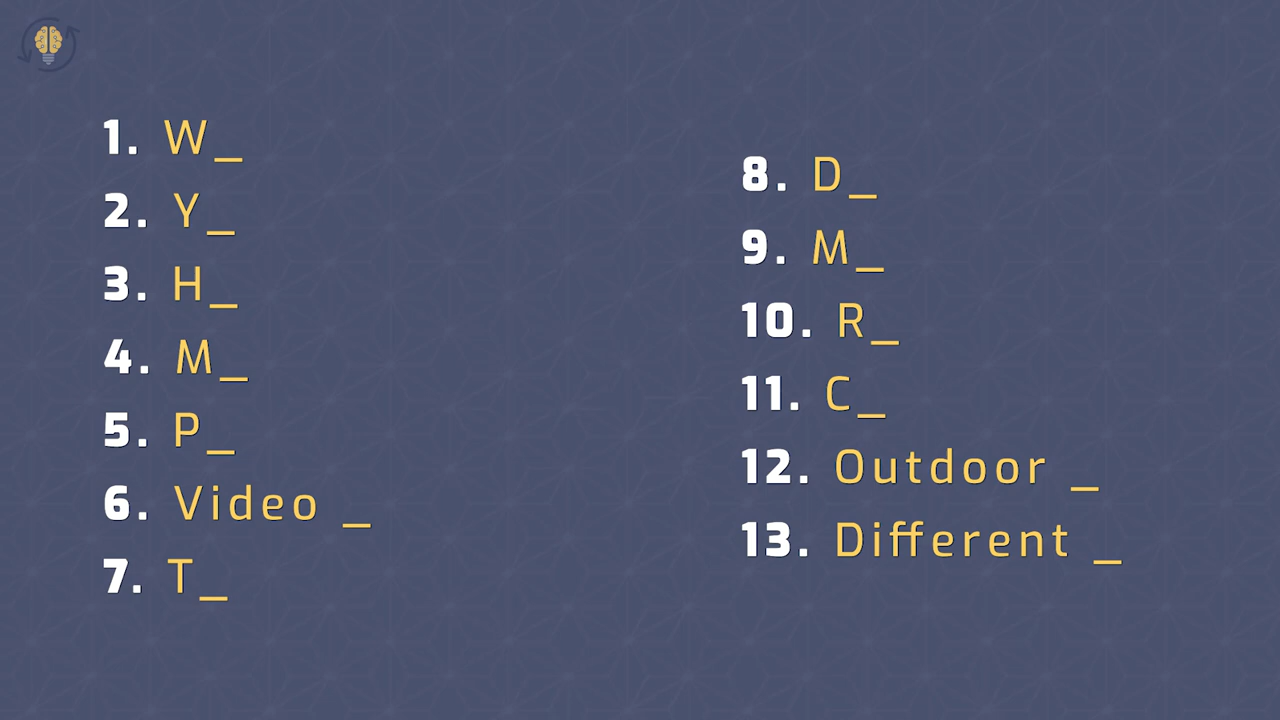 1. W_
2. Y_
3. H_
4. M_
5. P_
6. Video _
7. T_
8. D_
9. M_
10. R_
11. C_
12. Outdoor _
13. Different _